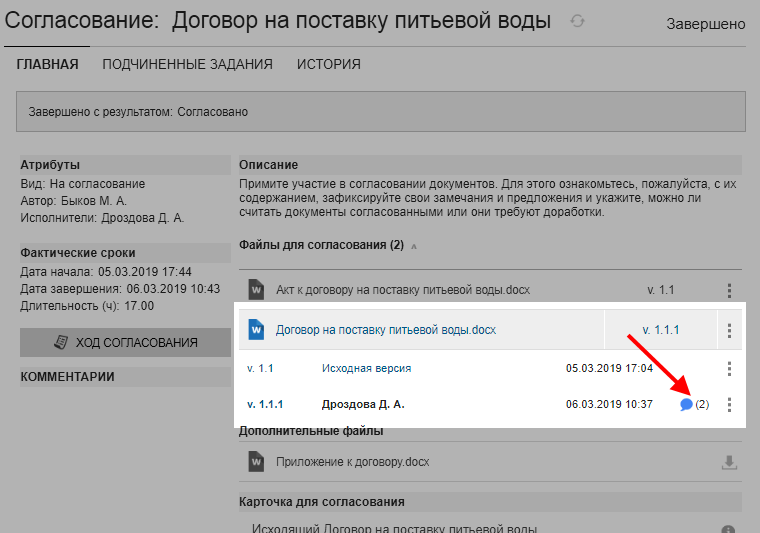 Согласование: Договор на поставку питьевой воды
Завершено
ГЛАВНАЯ ПОДЧИНЕННЫЕ ЗАДАНИЯ ИСТОРИЯ
Завершено с результатом: Согласовано
Атрибуты
Вид: На согласование
Автор: Быков М. А.
Исполнители: Дроздова Д. А.
Фактические сроки
Дата начала: 05.03.2019 17:44
Дата завершения: 06.03.2019 10:43
Длительность (ч): 17.00
ХОД СОГЛАСОВАНИЯ
КОММЕНТАРИИ
Описание
Примите участие в согласовании документов. Для этого ознакомьтесь, пожалуйста, с их
содержанием, зафиксируйте свои замечания и предложения и укажите, можно ли
считать документы согласованными или они требуют доработки.
Файлы для согласования (2)
W Акт к договору на поставку питьевой воды.docx v. 1.1
W Договор на поставку питьевой воды.docx v. 1.1.1
v. 1.1 Исходная версия 05.03.2019 17:04
v. 1.1.1 Дроздова Д. А. 06.03.2019 10:37 (2)
Дополнительные файлы
W Приложение к договору.docx
Карточка для согласования
Исходящий Договор на поставку питьевой воды